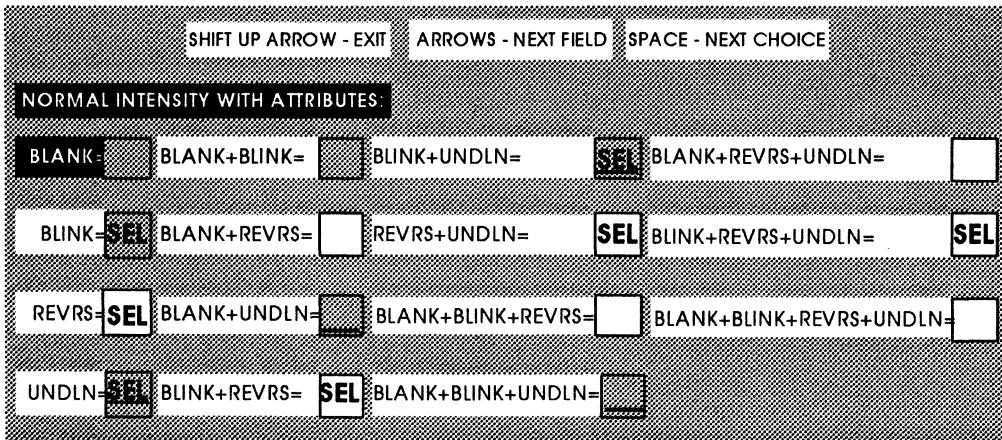 SHIFT UP ARROW - EXIT ARROWS - NEXT FIELD SPACE - NEXT CHOICE
NORMAL INTENSITY WITH ATTRIBUTES:
BLANK= BLANK+BLINK= BLINK+UNDLN= SEL BLANK+REVRS+UNDLN=
BLINK= SEL BLANK+REVRS= REVRS+UNDLN= SEL BLINK+REVRS+UNDLN= SEL
REVRS= SEL BLANK+UNDLN= BLANK+BLINK+REVRS= BLANK+BLINK+REVRS+UNDLN=
UNDLN= SEL BLINK+REVRS= SEL BLANK+BLINK+UNDLN=